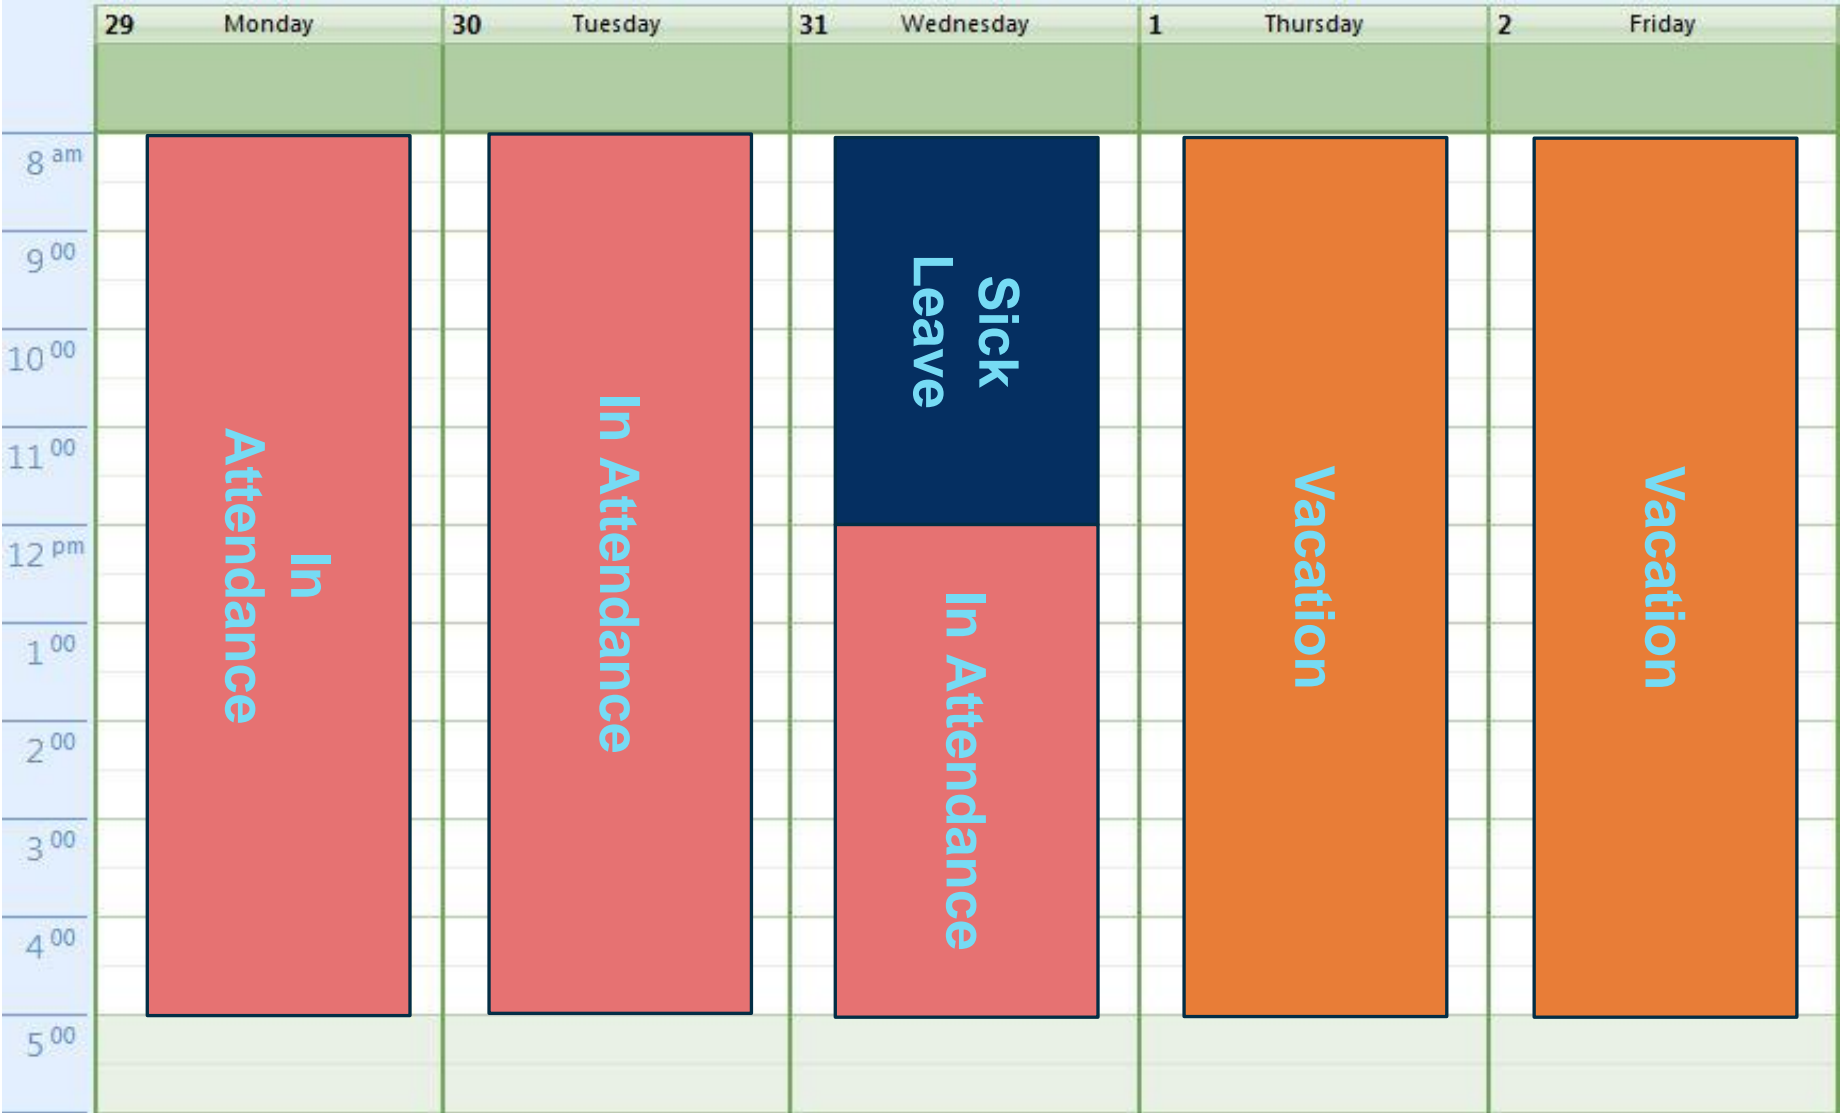 29 Monday
30 Tuesday
31 Wednesday
1 Thursday
2 Friday
8 am
9 00
10 00
11 00
12 pm
1 00
2 00
3 00
4 00
5 00
In
Attendance
In Attendance
Sick
Leave
In Attendance
Vacation
Vacation